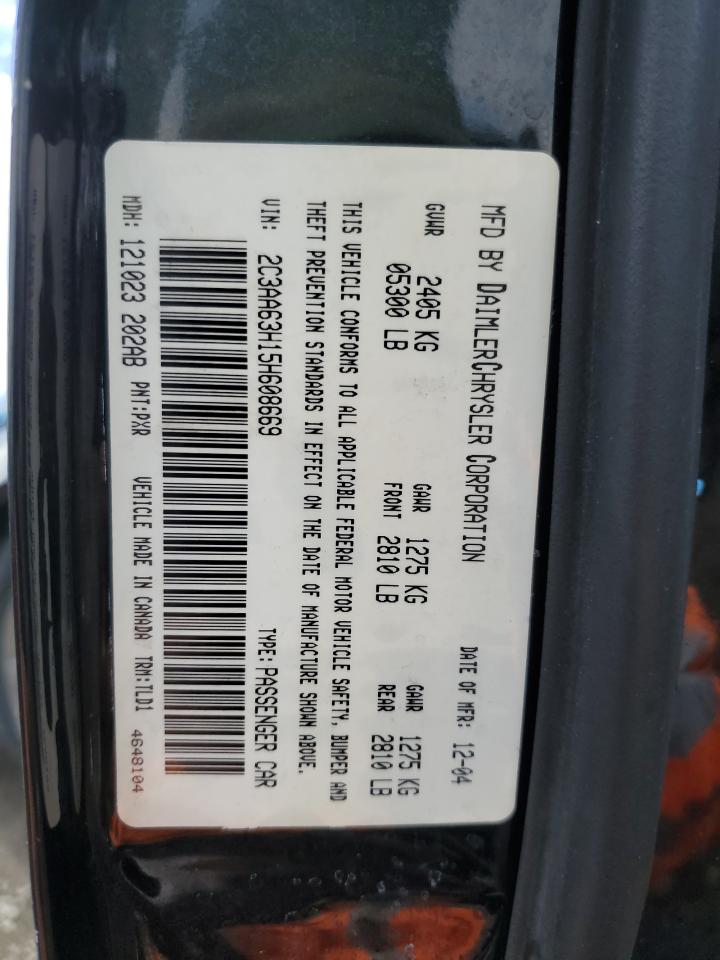 MFD BY DAIMLERCHRYSLER CORPORATION DATE OF MFR: 12-04
GVWR 2405 KG GAWR 1275 KG GAWR 1275 KG
05300 LB FRONT 2810 LB REAR 2810 LB
THIS VEHICLE CONFORMS TO ALL APPLICABLE FEDERAL MOTOR VEHICLE SAFETY, BUMPER AND
THEFT PREVENTION STANDARDS IN EFFECT ON THE DATE OF MANUFACTURE SHOWN ABOVE.
VIN: 2C3AA63H15H608669 TYPE: PASSENGER CAR
MDH: 121023 202AB PNT:PXR VEHICLE MADE IN CANADA TRM:TLD1 4648104